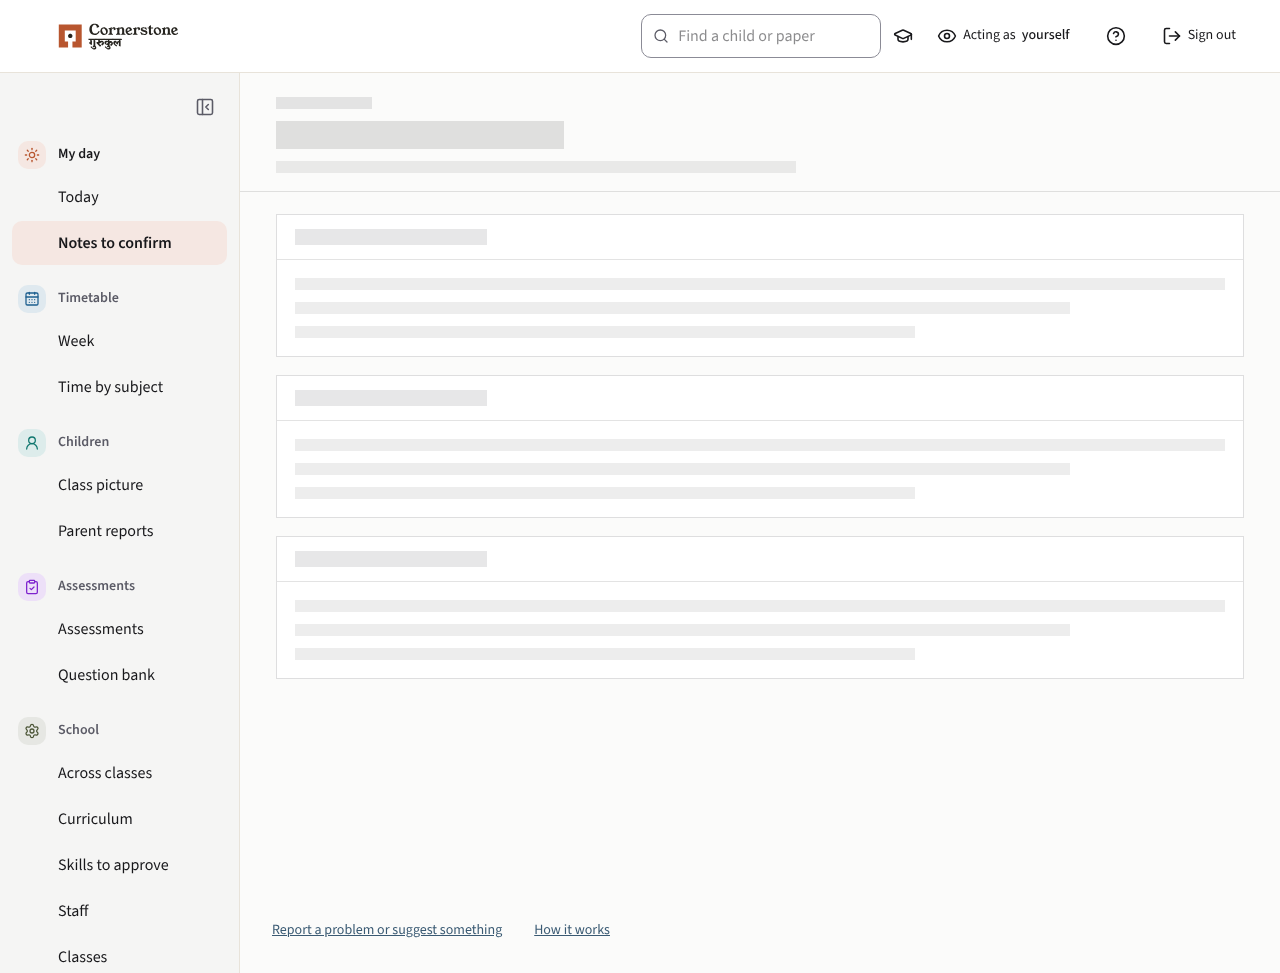 Cornerstone
गुरुकुल
Find a child or paper
Acting as yourself
Sign out
My day
Today
Notes to confirm
Timetable
Week
Time by subject
Children
Class picture
Parent reports
Assessments
Assessments
Question bank
School
Across classes
Curriculum
Skills to approve
Staff
Classes
Report a problem or suggest something
How it works